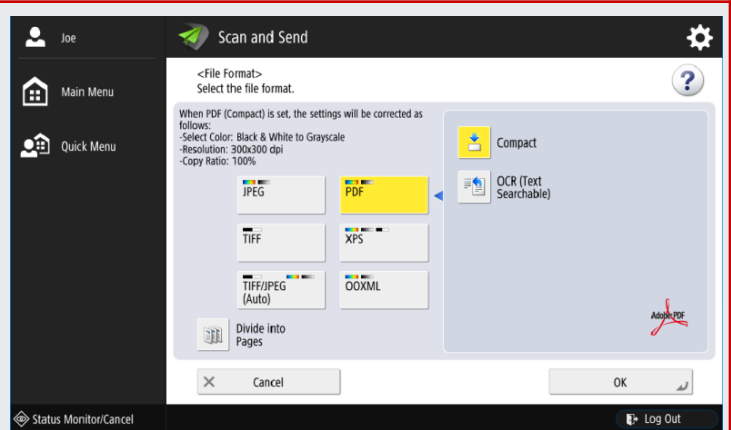 Joe
Scan and Send
Main Menu
Quick Menu
<File Format>
Select the file format.
?
When PDF (Compact) is set, the settings will be corrected as
follows:
-Select Color: Black & White to Grayscale
-Resolution: 300x300 dpi
-Copy Ratio: 100%
Compact
OCR (Text
Searchable)
JPEG
PDF
TIFF
XPS
TIFF/JPEG
(Auto)
OOXML
Divide into
Pages
Adobe PDF
Cancel
OK
Status Monitor/Cancel
Log Out